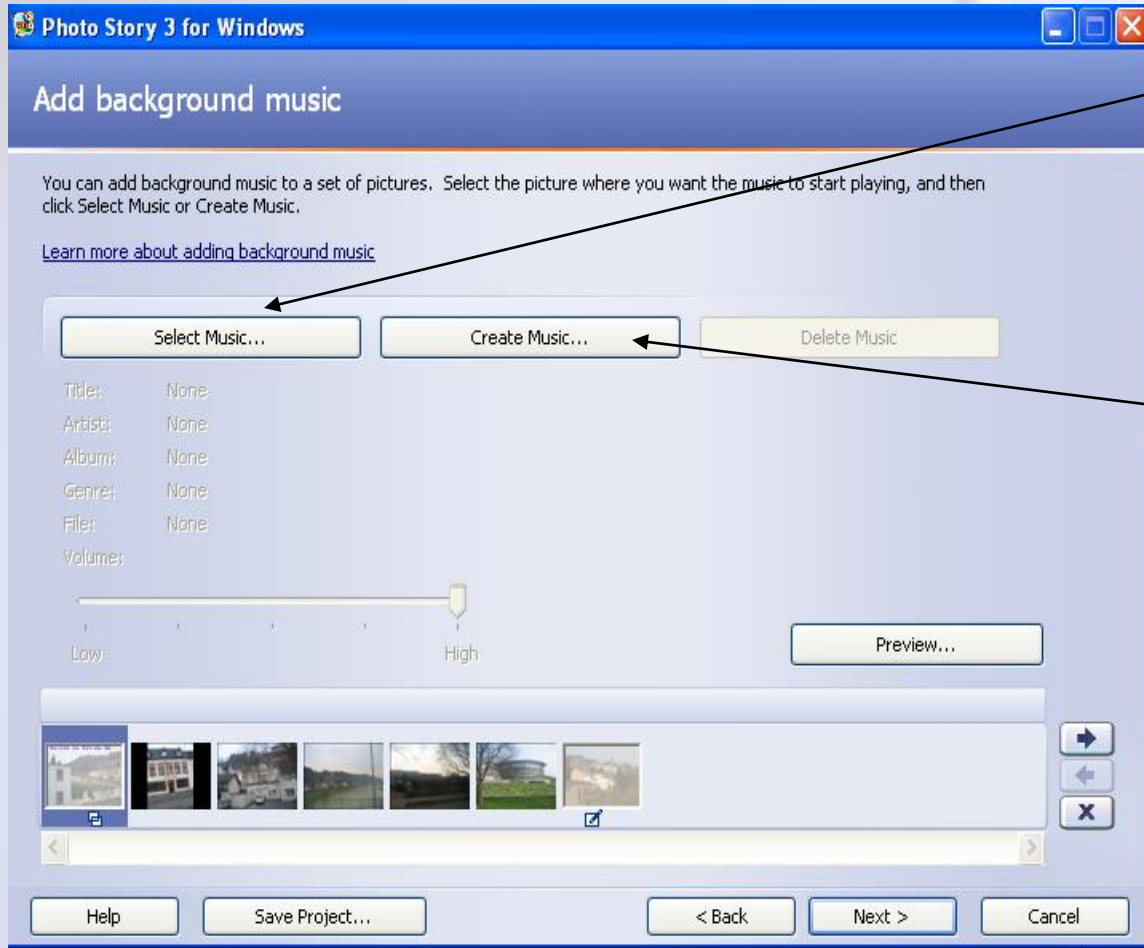 Photo Story 3 for Windows
Add background music
You can add background music to a set of pictures. Select the picture where you want the music to start playing, and then
click Select Music or Create Music.
Learn more about adding background music
Select Music... Create Music... Delete Music
Title: None
Artist: None
Album: None
Genre: None
File: None
Volume:
Low High
Preview...
Help Save Project... < Back Next > Cancel